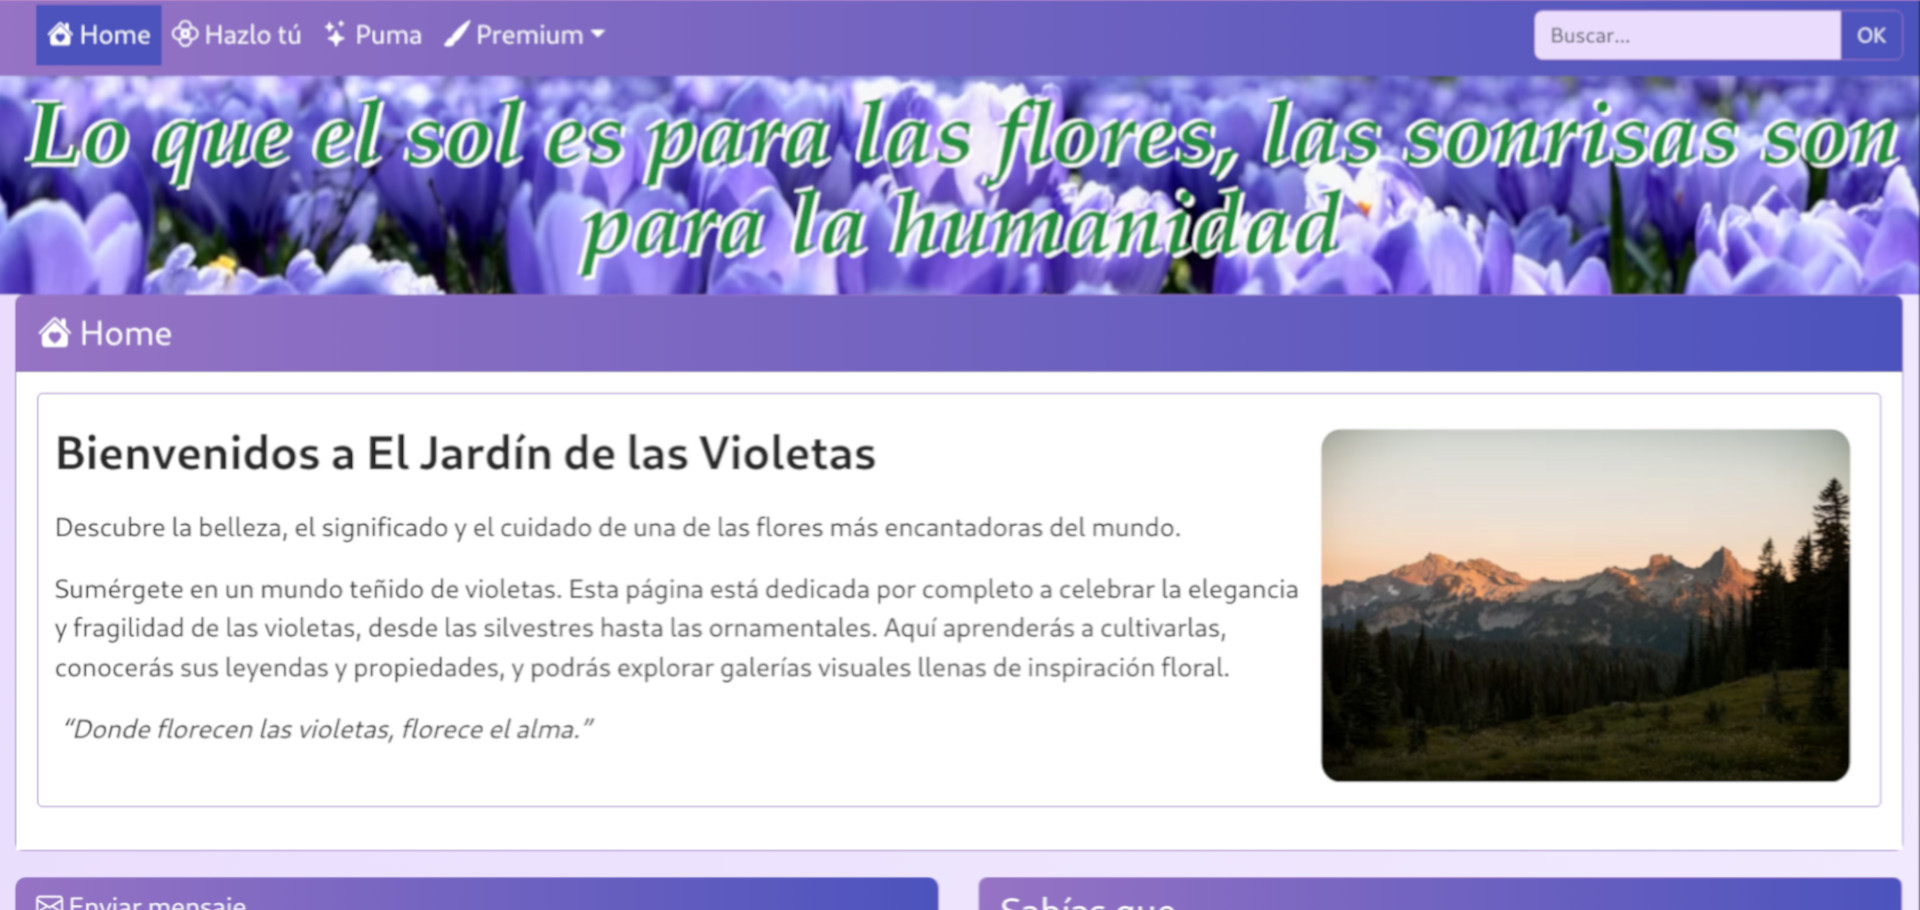 Home Hazlo tú Puma Premium Buscar... OK
Lo que el sol es para las flores, las sonrisas son
para la humanidad
Home
Bienvenidos a El Jardín de las Violetas
Descubre la belleza, el significado y el cuidado de una de las flores más encantadoras del mundo.
Sumérgete en un mundo teñido de violetas. Esta página está dedicada por completo a celebrar la elegancia
y fragilidad de las violetas, desde las silvestres hasta las ornamentales. Aquí aprenderás a cultivarlas,
conocerás sus leyendas y propiedades, y podrás explorar galerías visuales llenas de inspiración floral.
“Donde florecen las violetas, florece el alma.”
Enviar mensaje
Sabías que